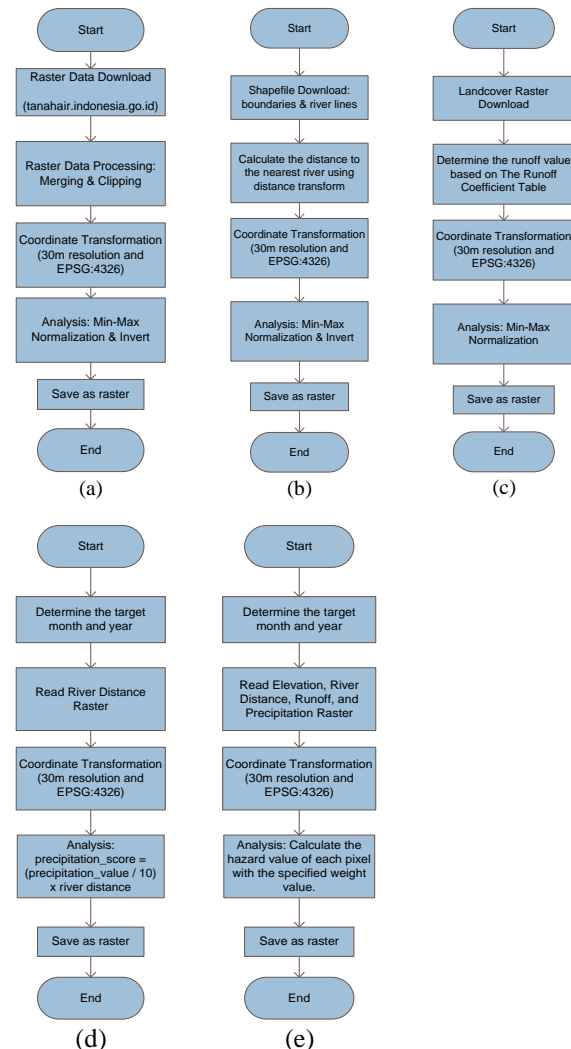 Start
Raster Data Download
(tanahair.indonesia.go.id)
Raster Data Processing:
Merging & Clipping
Coordinate Transformation
(30m resolution and
EPSG:4326)
Analysis: Min-Max
Normalization & Invert
Save as raster
End
(a)
Start
Shapefile Download:
boundaries & river lines
Calculate the distance to
the nearest river using
distance transform
Coordinate Transformation
(30m resolution and
EPSG:4326)
Analysis: Min-Max
Normalization & Invert
Save as raster
End
(b)
Start
Landcover Raster
Download
Determine the runoff value
based on The Runoff
Coefficient Table
Coordinate Transformation
(30m resolution and
EPSG:4326)
Analysis: Min-Max
Normalization
Save as raster
End
(c)
Start
Determine the target
month and year
Read River Distance
Raster
Coordinate Transformation
(30m resolution and
EPSG:4326)
Analysis:
precipitation_score =
(precipitation_value / 10)
x river distance
Save as raster
End
(d)
Start
Determine the target
month and year
Read Elevation, River
Distance, Runoff, and
Precipitation Raster
Coordinate Transformation
(30m resolution and
EPSG:4326)
Analysis: Calculate the
hazard value of each pixel
with the specified weight
value.
Save as raster
End
(e)